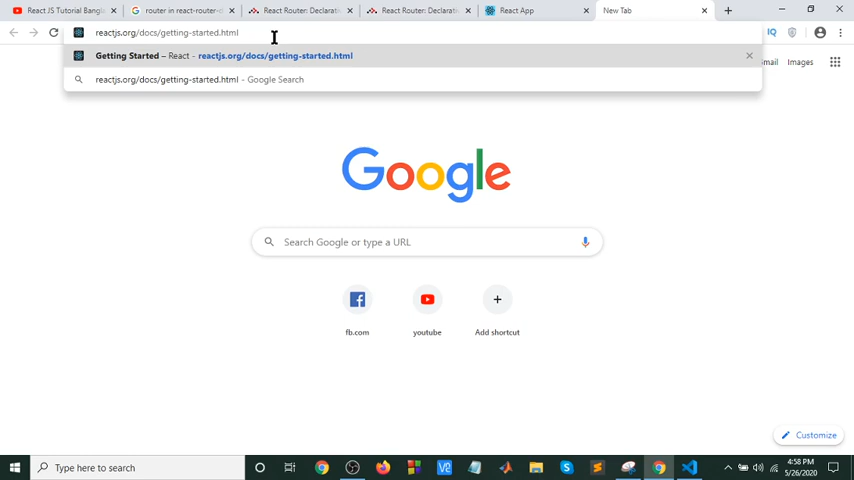 React JS Tutorial Bangl
router in react-router-d
React Router: Declarati
React Router: Declarati
React App
New Tab
reactjs.org/docs/getting-started.html
IQ
Getting Started – React - reactjs.org/docs/getting-started.html
reactjs.org/docs/getting-started.html - Google Search
mail
Images
Google
Search Google or type a URL
fb.com
youtube
Add shortcut
Customize
Type here to search
4:58 PM
5/26/2020